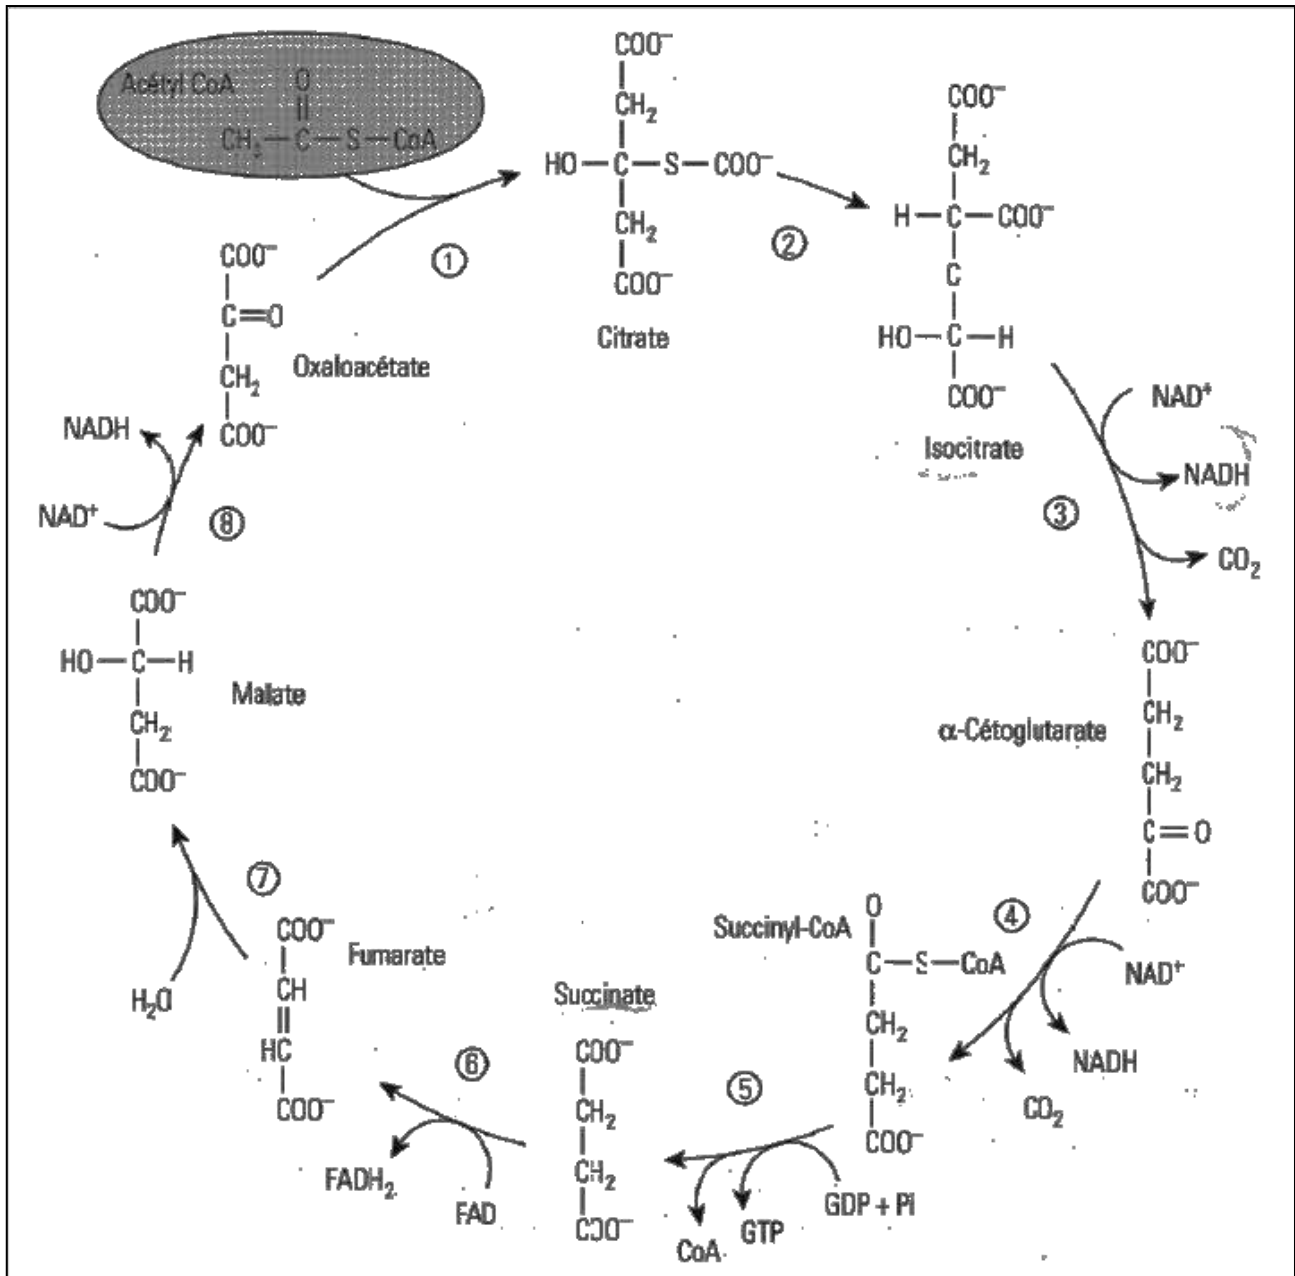 Acétyl CoA
O
CH3—C—S—CoA
COO⁻
CH2
HO—C—S—COO⁻
CH2
COO⁻
Citrate
①
②
COO⁻
CH2
H—C—COO⁻
C
HO—C—H
COO⁻
Isocitrate
NAD⁺
NADH
③
CO2
COO⁻
CH2
CH2
C=O
COO⁻
α-Cétoglutarate
④
NAD⁺
NADH
CO2
Succinyl-CoA
O
C—S—CoA
CH2
CH2
COO⁻
⑤
GDP + Pi
GTP
CoA
Succinate
COO⁻
CH2
CH2
COO⁻
⑥
FAD
FADH2
Fumarate
COO⁻
CH
HC
COO⁻
⑦
H2O
Malate
COO⁻
HO—C—H
CH2
COO⁻
⑧
NAD⁺
NADH
Oxaloacétate
COO⁻
C=O
CH2
COO⁻